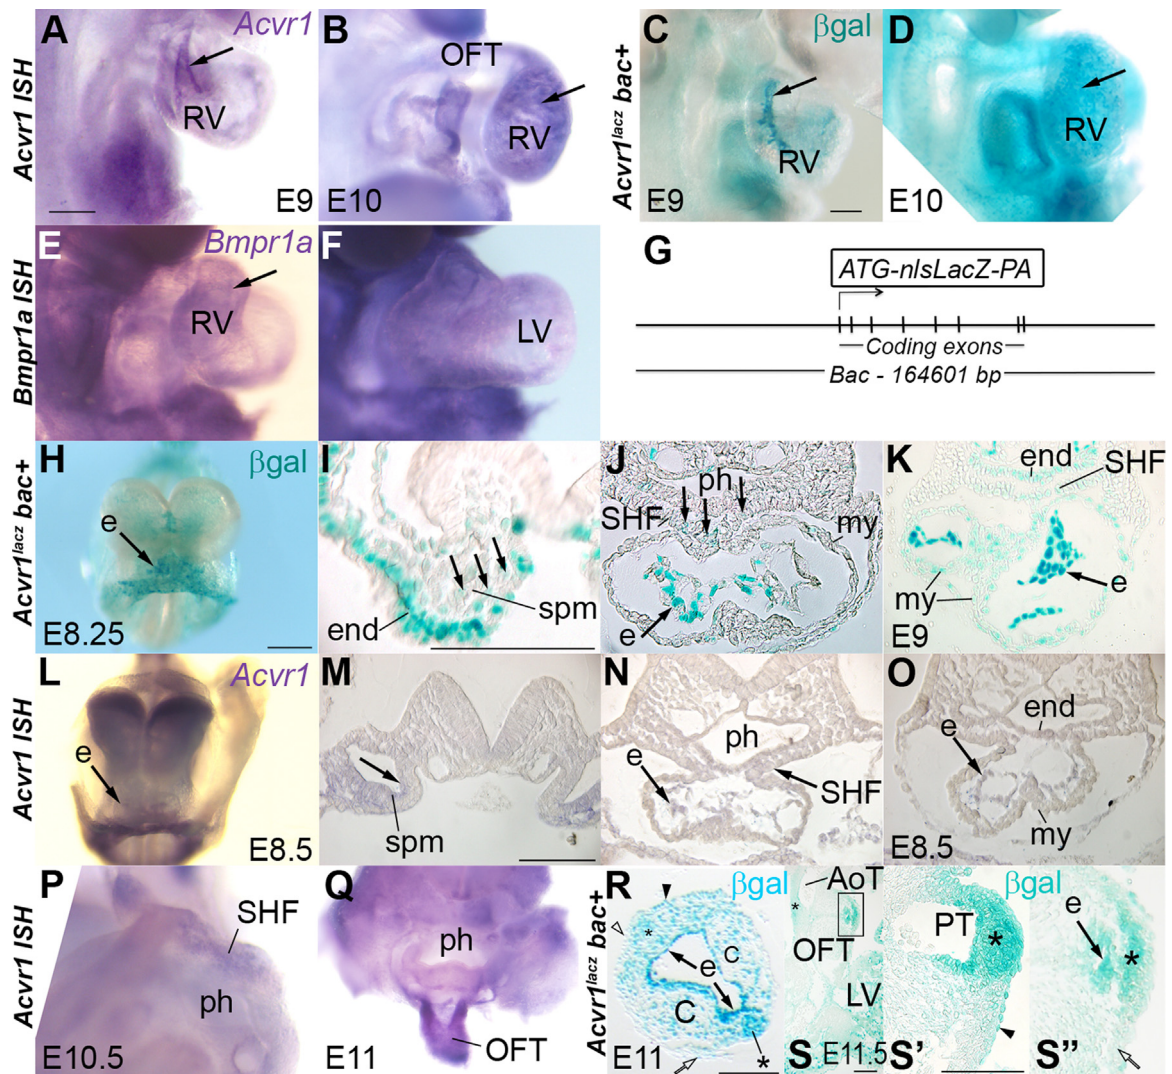 Acvr1 ISH
A
Acvr1
RV
E9
B
OFT
RV
E10
Acvr1lacz bac+
C
βgal
RV
E9
D
RV
E10
Bmpr1a ISH
E
Bmpr1a
RV
F
LV
G
ATG-nlsLacZ-PA
Coding exons
Bac - 164601 bp
Acvr1lacz bac+
H
βgal
e
E8.25
I
spm
end
J
ph
SHF
my
e
K
end
SHF
my
e
E9
Acvr1 ISH
L
Acvr1
e
E8.5
M
spm
N
ph
e
SHF
O
end
e
my
E8.5
Acvr1 ISH
P
SHF
ph
E10.5
Q
ph
OFT
E11
Acvr1lacz bac+
R
βgal
*
e
C
C
*
E11
AoT
*
OFT
LV
S
E11.5
PT
*
S'
βgal
e
*
S''